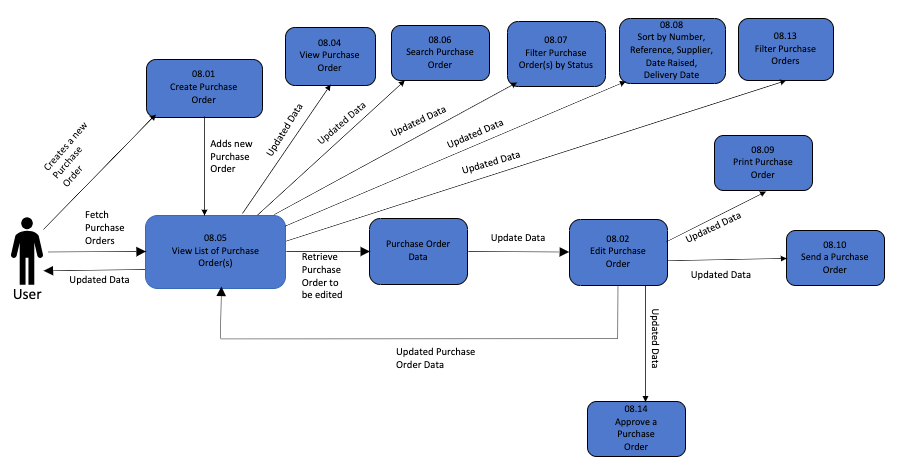 08.01
Create Purchase
Order
08.04
View Purchase
Order
08.06
Search Purchase
Order
08.07
Filter Purchase
Order(s) by Status
08.08
Sort by Number,
Reference, Supplier,
Date Raised,
Delivery Date
08.13
Filter Purchase
Orders
Creates a new
Purchase
Order
Adds new
Purchase
Order
Updated Data
Updated Data
Updated Data
Updated Data
Updated Data
08.09
Print Purchase
Order
Fetch
Purchase
Orders
Updated Data
User
08.05
View List of Purchase
Order(s)
Retrieve
Purchase
Order to
be edited
Purchase Order
Data
Update Data
08.02
Edit Purchase
Order
Updated Data
Updated Data
08.10
Send a Purchase
Order
Updated Data
Updated Purchase
Order Data
08.14
Approve a
Purchase
Order